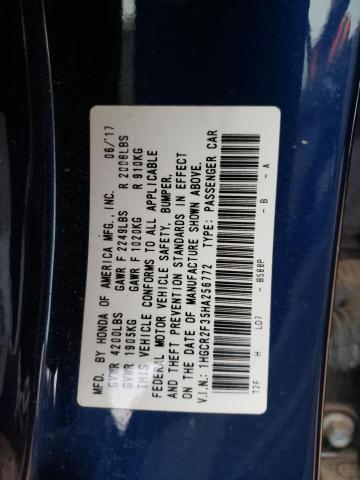 MFD. BY HONDA OF AMERICA MFG., INC. 06/17
GVWR 4200LBS GAWR F 2249LBS R 2006LBS
GVWR 1905KG GAWR F 1020KG R 910KG
THIS VEHICLE CONFORMS TO ALL APPLICABLE
FEDERAL MOTOR VEHICLE SAFETY, BUMPER,
AND THEFT PREVENTION STANDARDS IN EFFECT
ON THE DATE OF MANUFACTURE SHOWN ABOVE.
V.I.N.: 1HGCR2F35HA256772 TYPE: PASSENGER CAR
T2F H LO7 - B588P - B - A